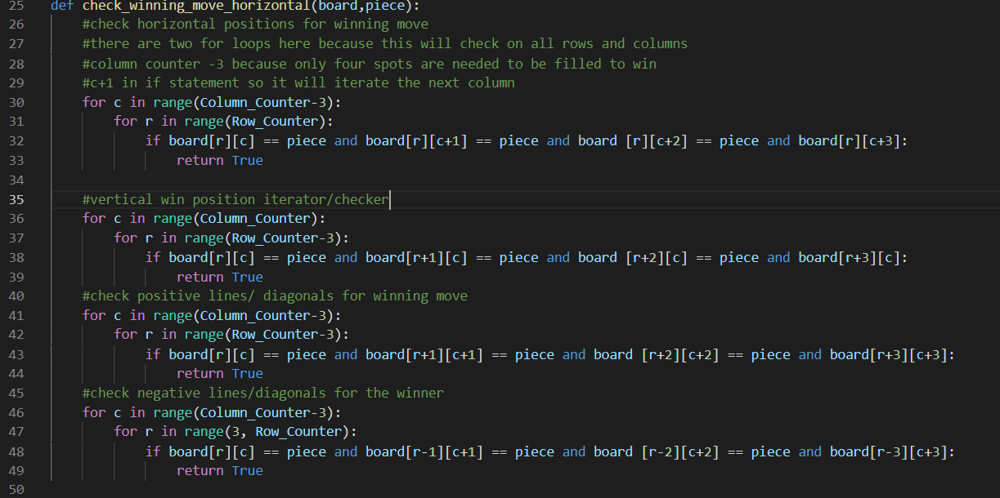 25 def check_winning_move_horizontal(board,piece):
26 #check horizontal positions for winning move
27 #there are two for loops here because this will check on all rows and columns
28 #column counter -3 because only four spots are needed to be filled to win
29 #c+1 in if statement so it will iterate the next column
30 for c in range(Column_Counter-3):
31 for r in range(Row_Counter):
32 if board[r][c] == piece and board[r][c+1] == piece and board [r][c+2] == piece and board[r][c+3]:
33 return True
34
35 #vertical win position iterator/checker
36 for c in range(Column_Counter):
37 for r in range(Row_Counter-3):
38 if board[r][c] == piece and board[r+1][c] == piece and board [r+2][c] == piece and board[r+3][c]:
39 return True
40 #check positive lines/ diagonals for winning move
41 for c in range(Column_Counter-3):
42 for r in range(Row_Counter-3):
43 if board[r][c] == piece and board[r+1][c+1] == piece and board [r+2][c+2] == piece and board[r+3][c+3]:
44 return True
45 #check negative lines/diagonals for the winner
46 for c in range(Column_Counter-3):
47 for r in range(3, Row_Counter):
48 if board[r][c] == piece and board[r-1][c+1] == piece and board [r-2][c+2] == piece and board[r-3][c+3]:
49 return True
50